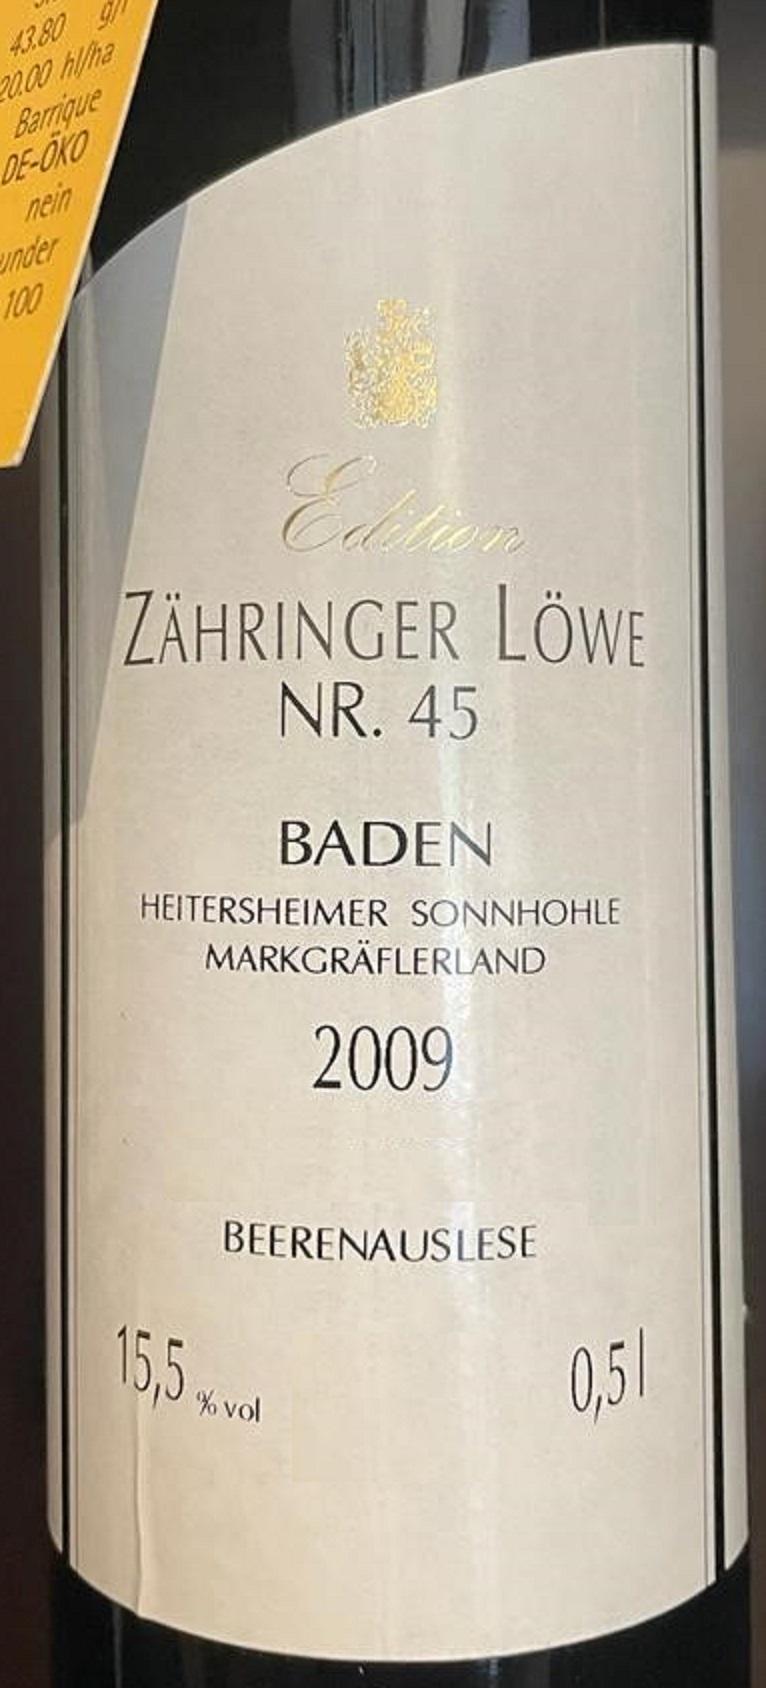 43.80 g/l
20.00 hl/ha
Barrique
DE-ÖKO
nein
100
Edition
ZÄHRINGER LÖWE
NR. 45
BADEN
HEITERSHEIMER SONNHOHLE
MARKGRÄFLERLAND
2009
BEERENAUSLESE
15,5 % vol 0,5 l